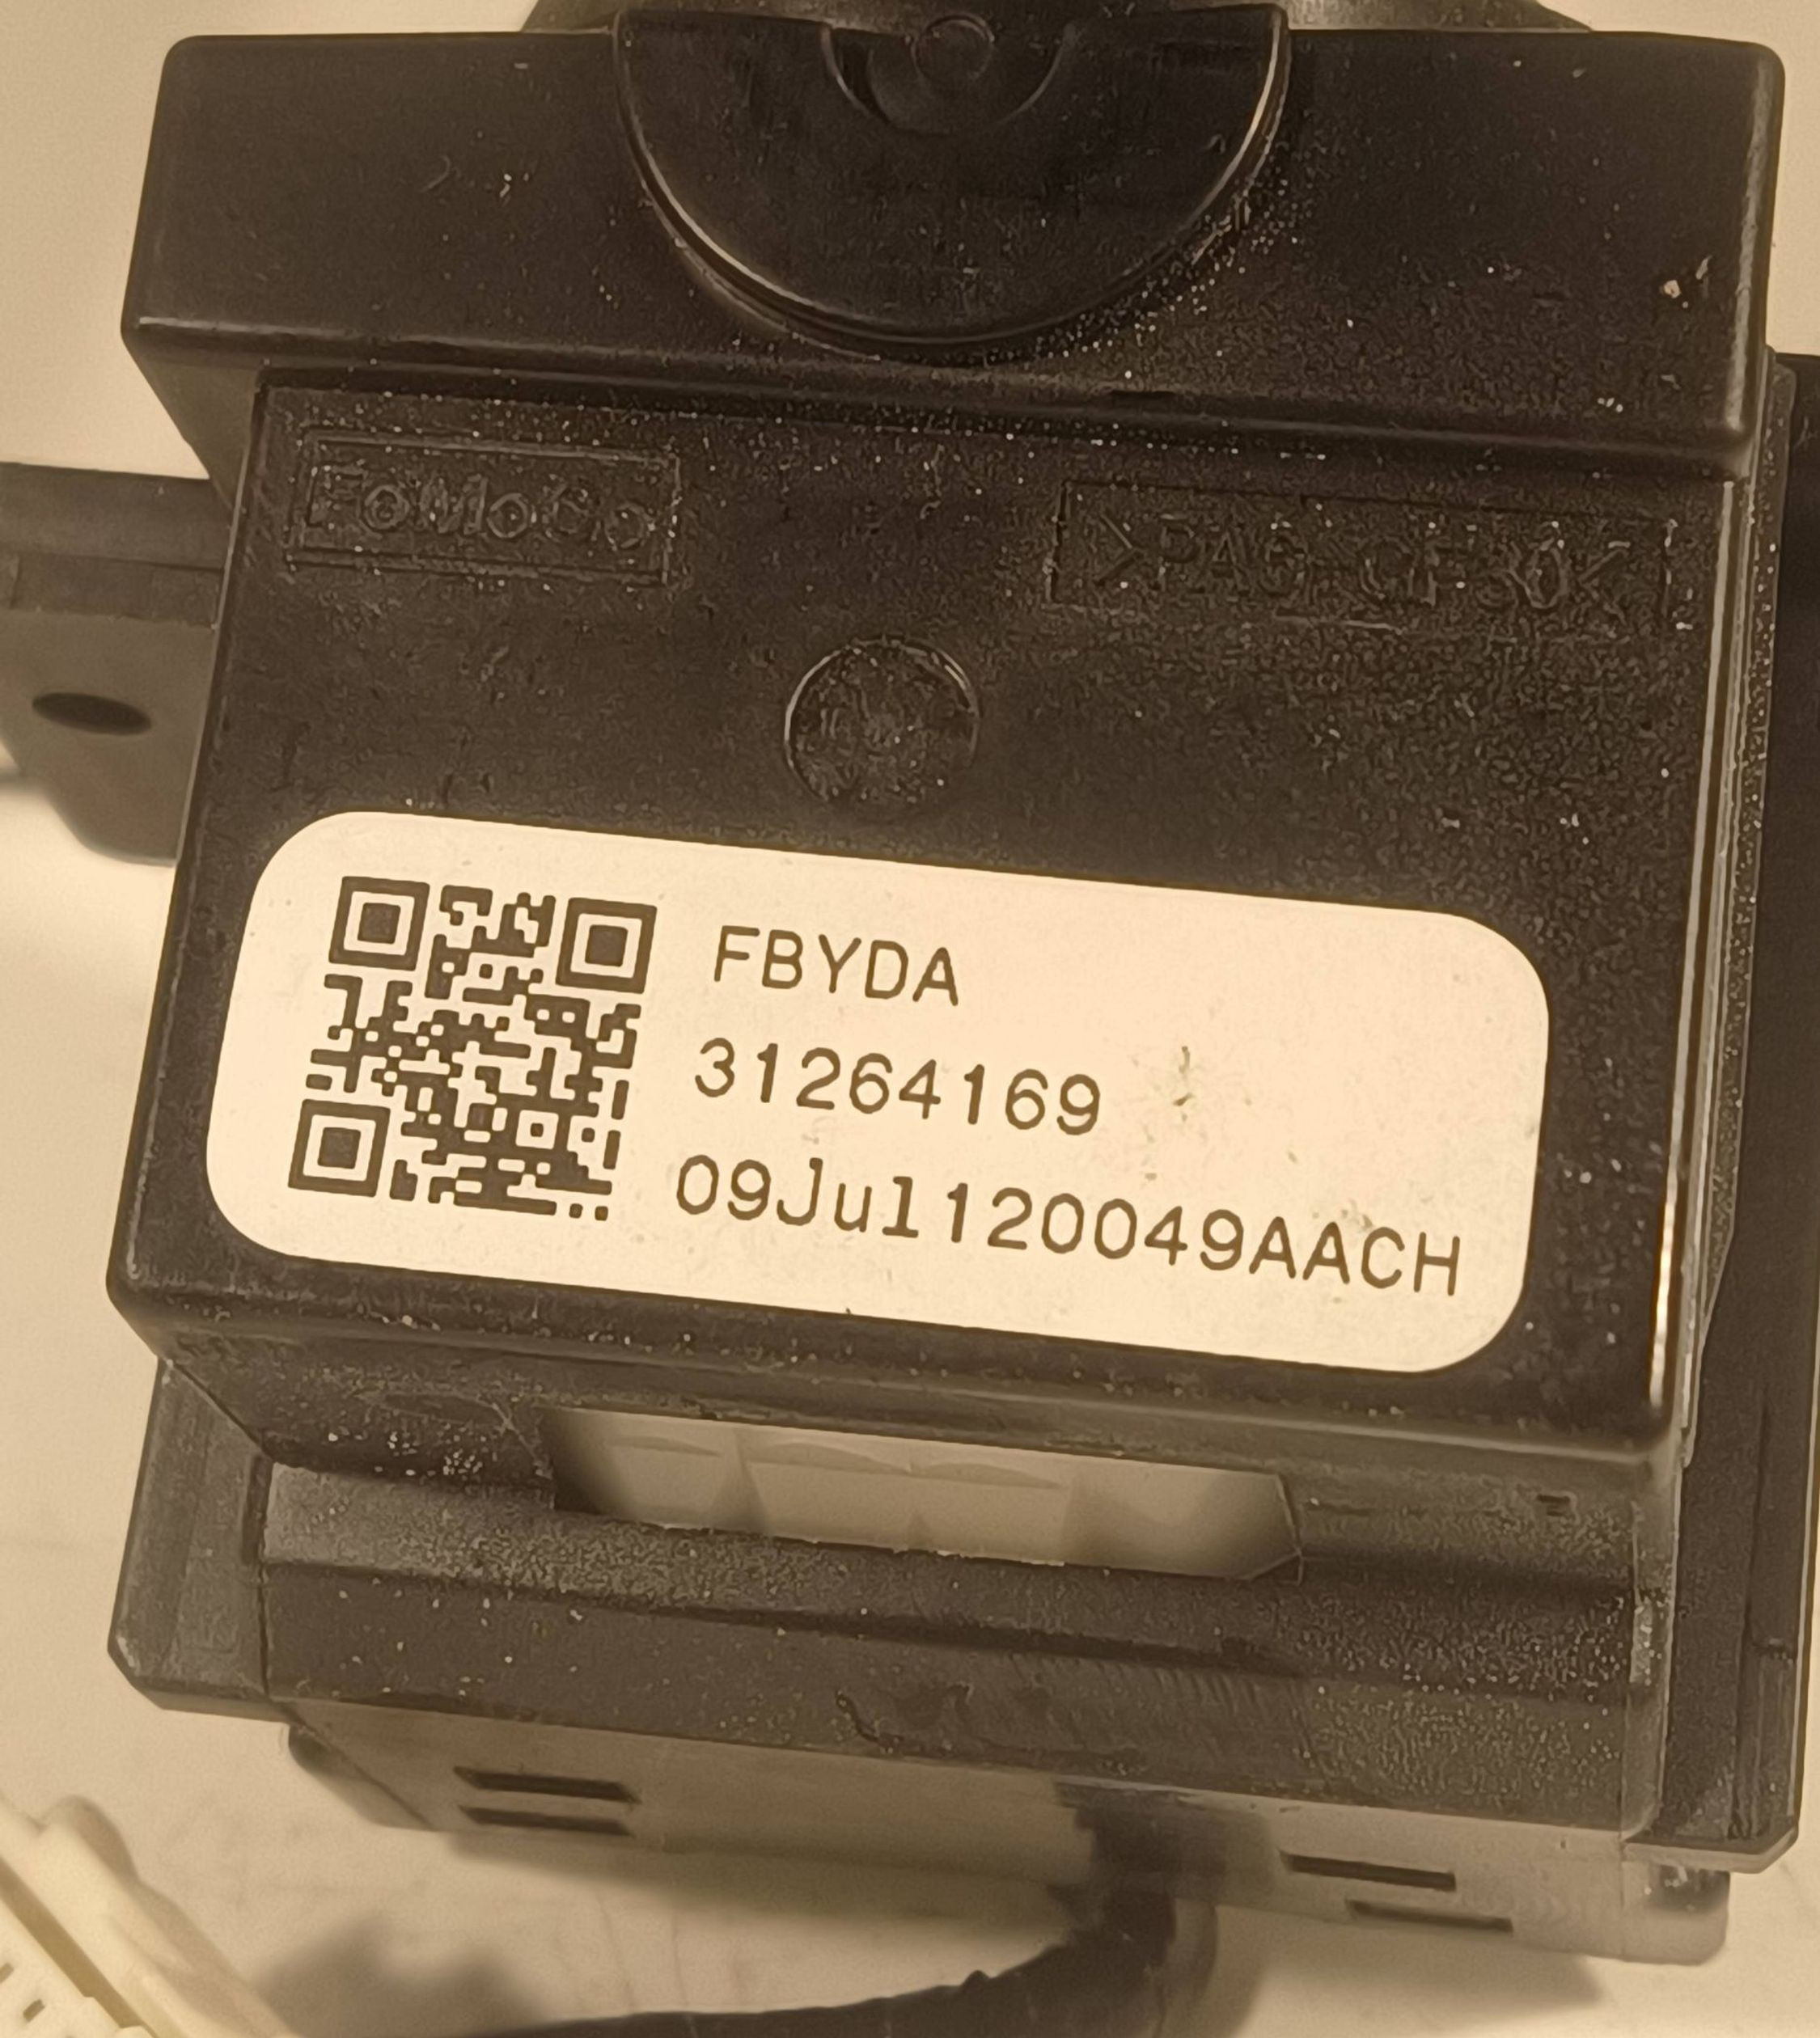 FoMoCo
>PA6-GF30<
FBYDA
31264169
09Jul120049AACH